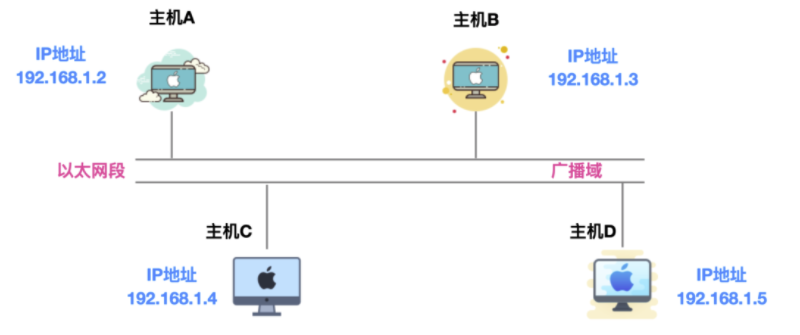 主机A
主机B
IP地址
192.168.1.2
IP地址
192.168.1.3
以太网段
广播域
主机C
主机D
IP地址
192.168.1.4
IP地址
192.168.1.5